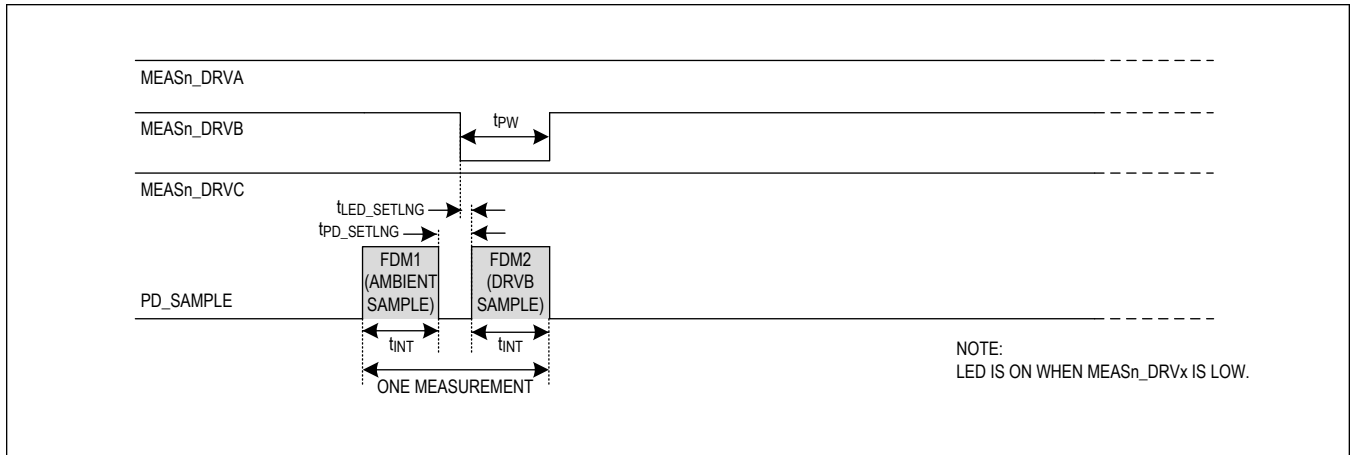 MEASn_DRVA
MEASn_DRVB
tPW
MEASn_DRVC
tLED_SETLNG
tPD_SETLNG
FDM1
(AMBIENT
SAMPLE)
FDM2
(DRVB
SAMPLE)
PD_SAMPLE
tINT
tINT
ONE MEASUREMENT
NOTE:
LED IS ON WHEN MEASn_DRVx IS LOW.